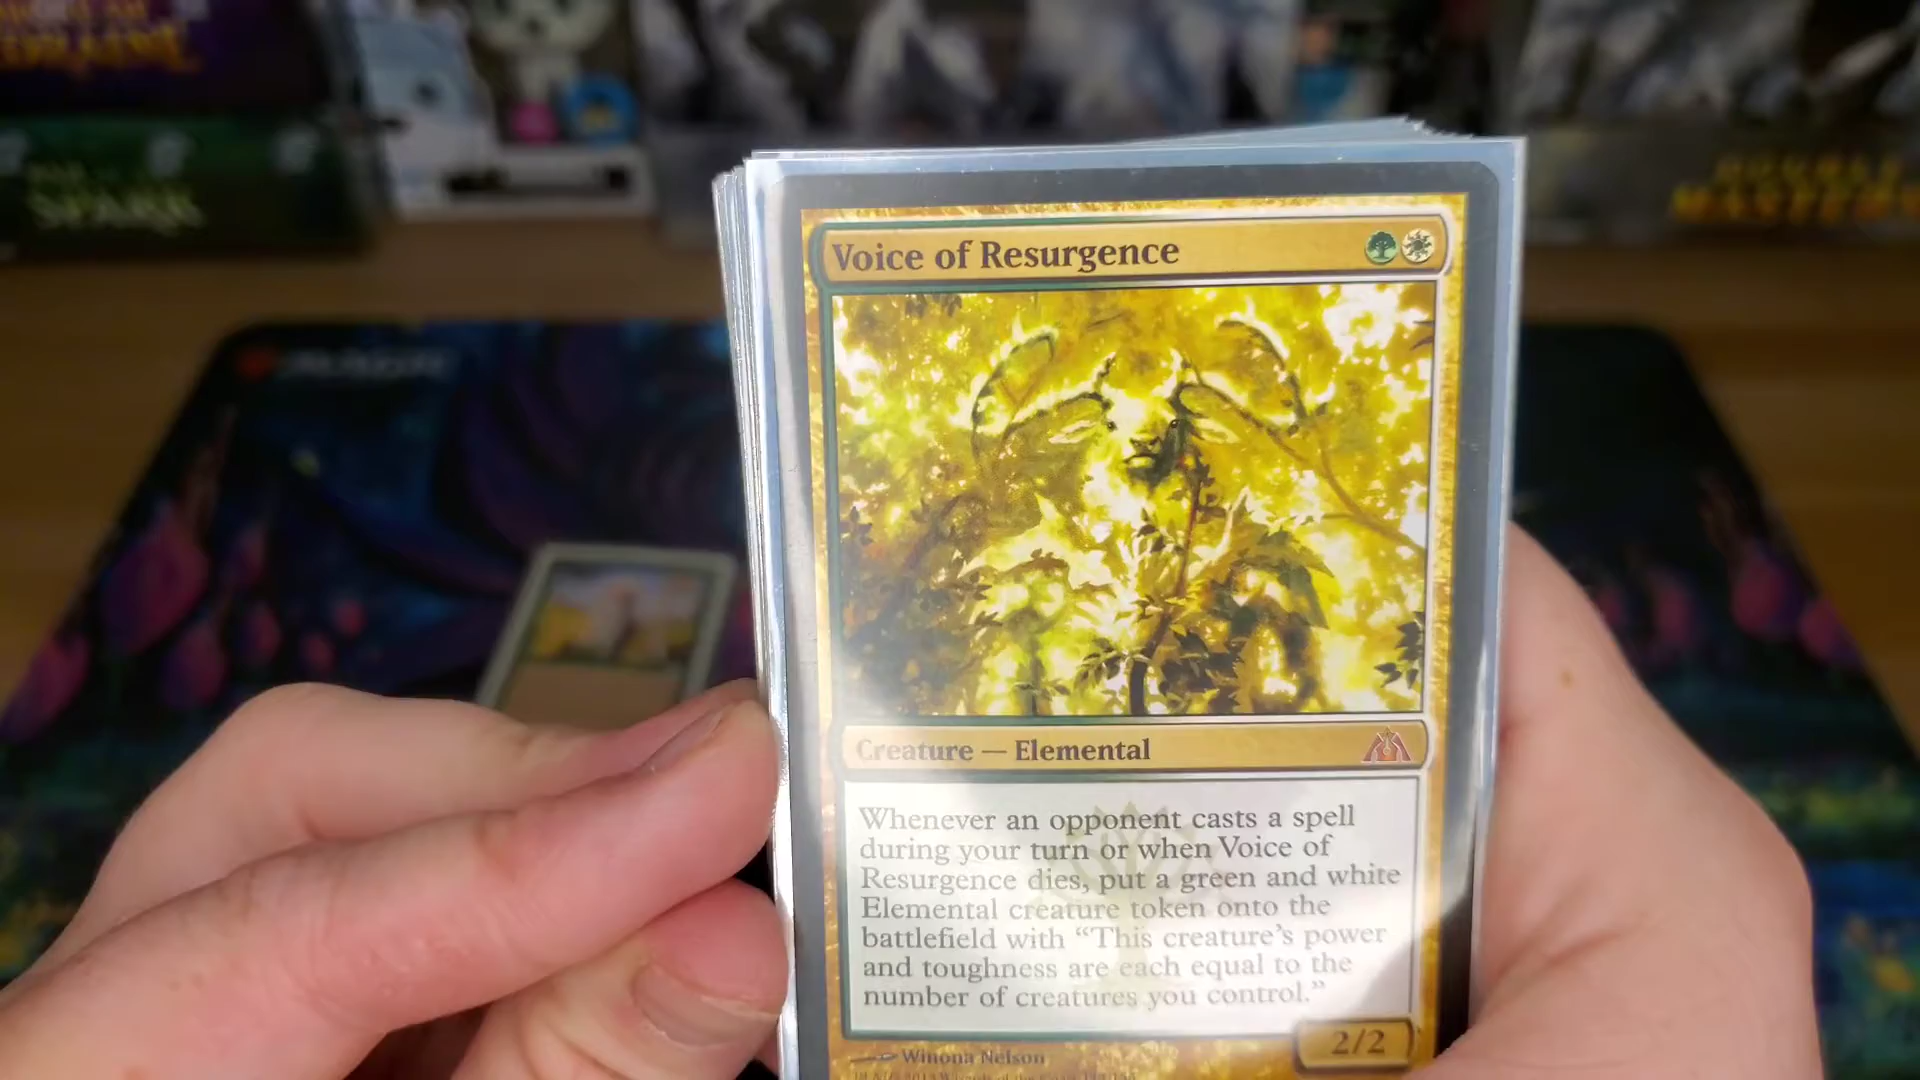 SPARK
Voice of Resurgence
Creature — Elemental
Whenever an opponent casts a spell
during your turn or when Voice of
Resurgence dies, put a green and white
Elemental creature token onto the
battlefield with “This creature’s power
and toughness are each equal to the
number of creatures you control.”
2/2
Winona Nelson